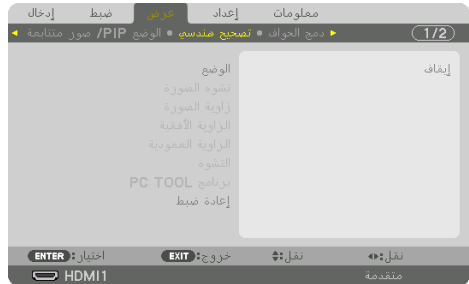 إدخال ضبط عرض إعداد معلومات
دمج الحواف • تصحيح هندسي • الوضع PIP/ صور متتابعة
1/2
الوضع إيقاف
تشوه الصورة
زاوية الصورة
الزاوية الأفقية
الزاوية العمودية
التشوه
برنامج PC TOOL
إعادة ضبط
ENTER :اختيار EXIT :خروج نقل: نقل:
HDMI1 متقدمة